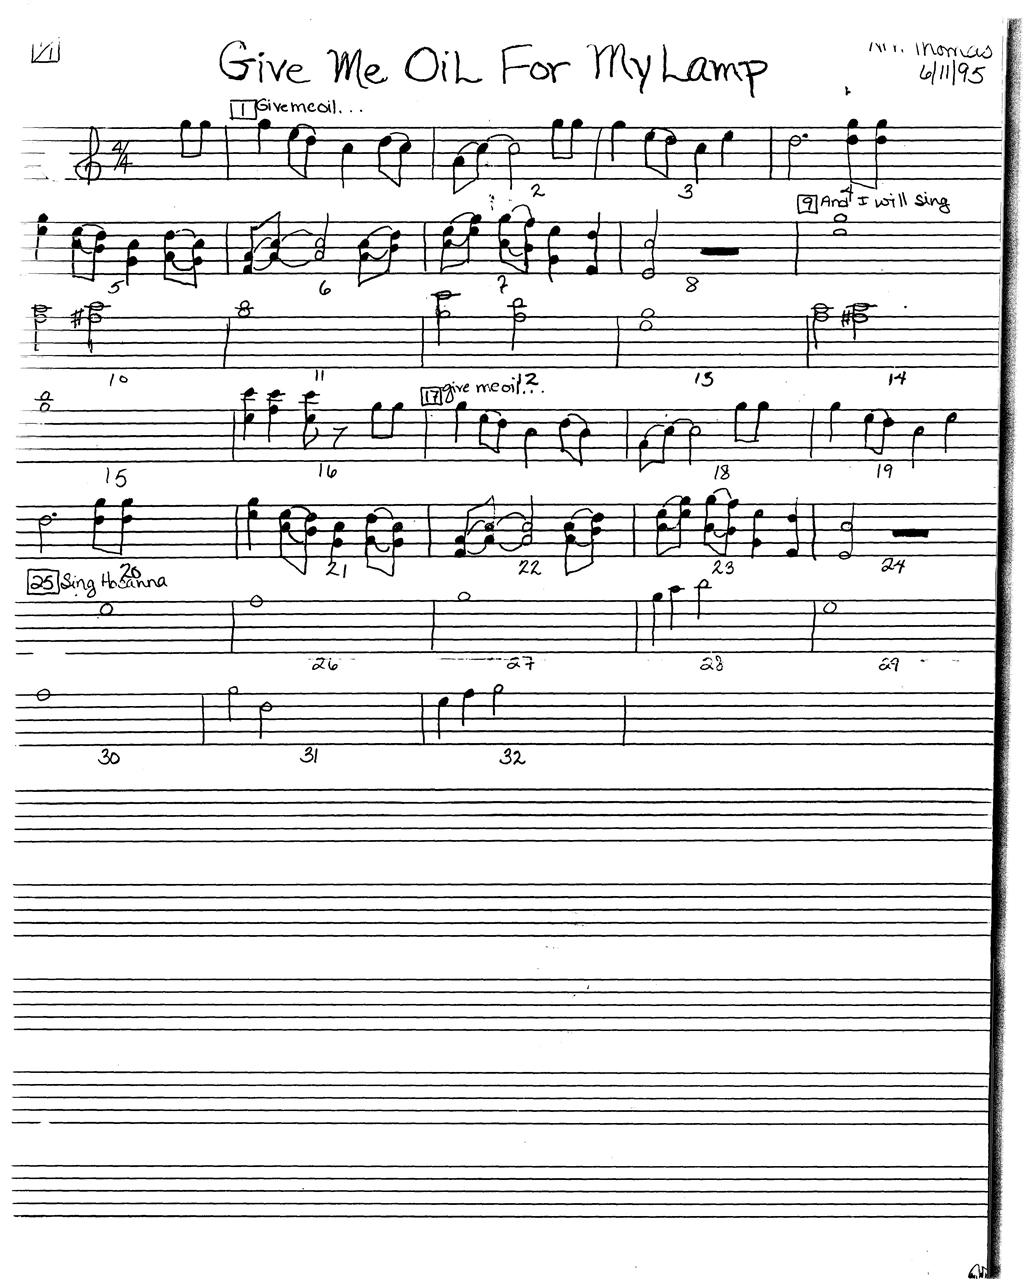 VI
Give Me Oil For My Lamp
Thomas
6/11/95
1 Give me oil...
4/4
2 3 4
9 And I will sing
5 6 7 8
10 11 12 13 14
17 give me oil...
15 16 18 19
20 21 22 23 24
25 Sing Hosanna
26 27 28 29
30 31 32